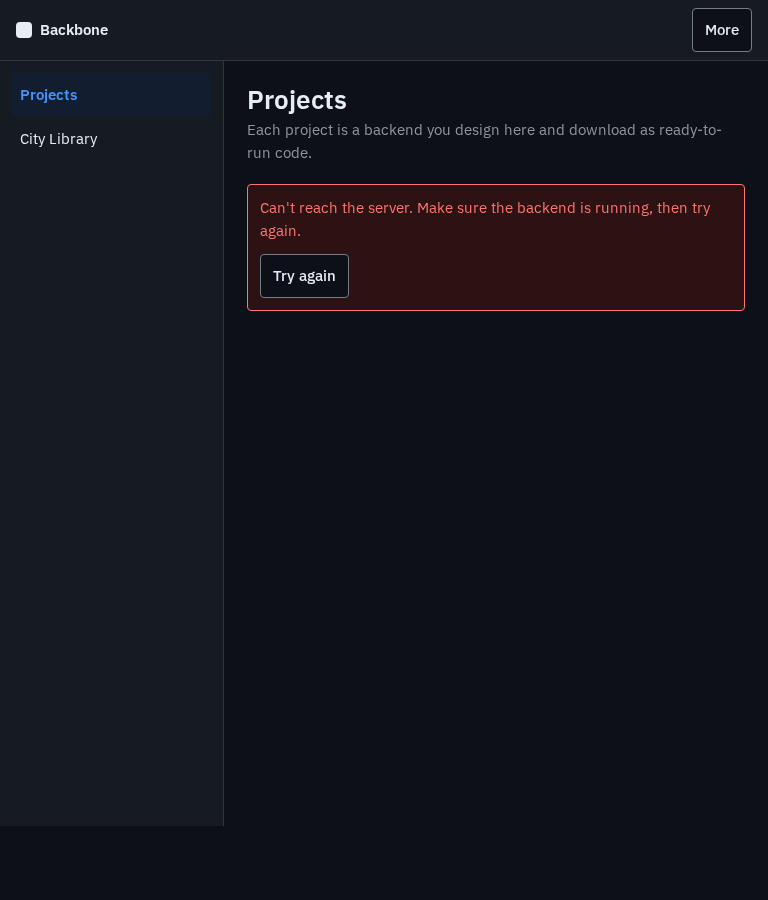 Backbone
More
Projects
City Library
Projects
Each project is a backend you design here and download as ready-to-
run code.
Can't reach the server. Make sure the backend is running, then try
again.
Try again